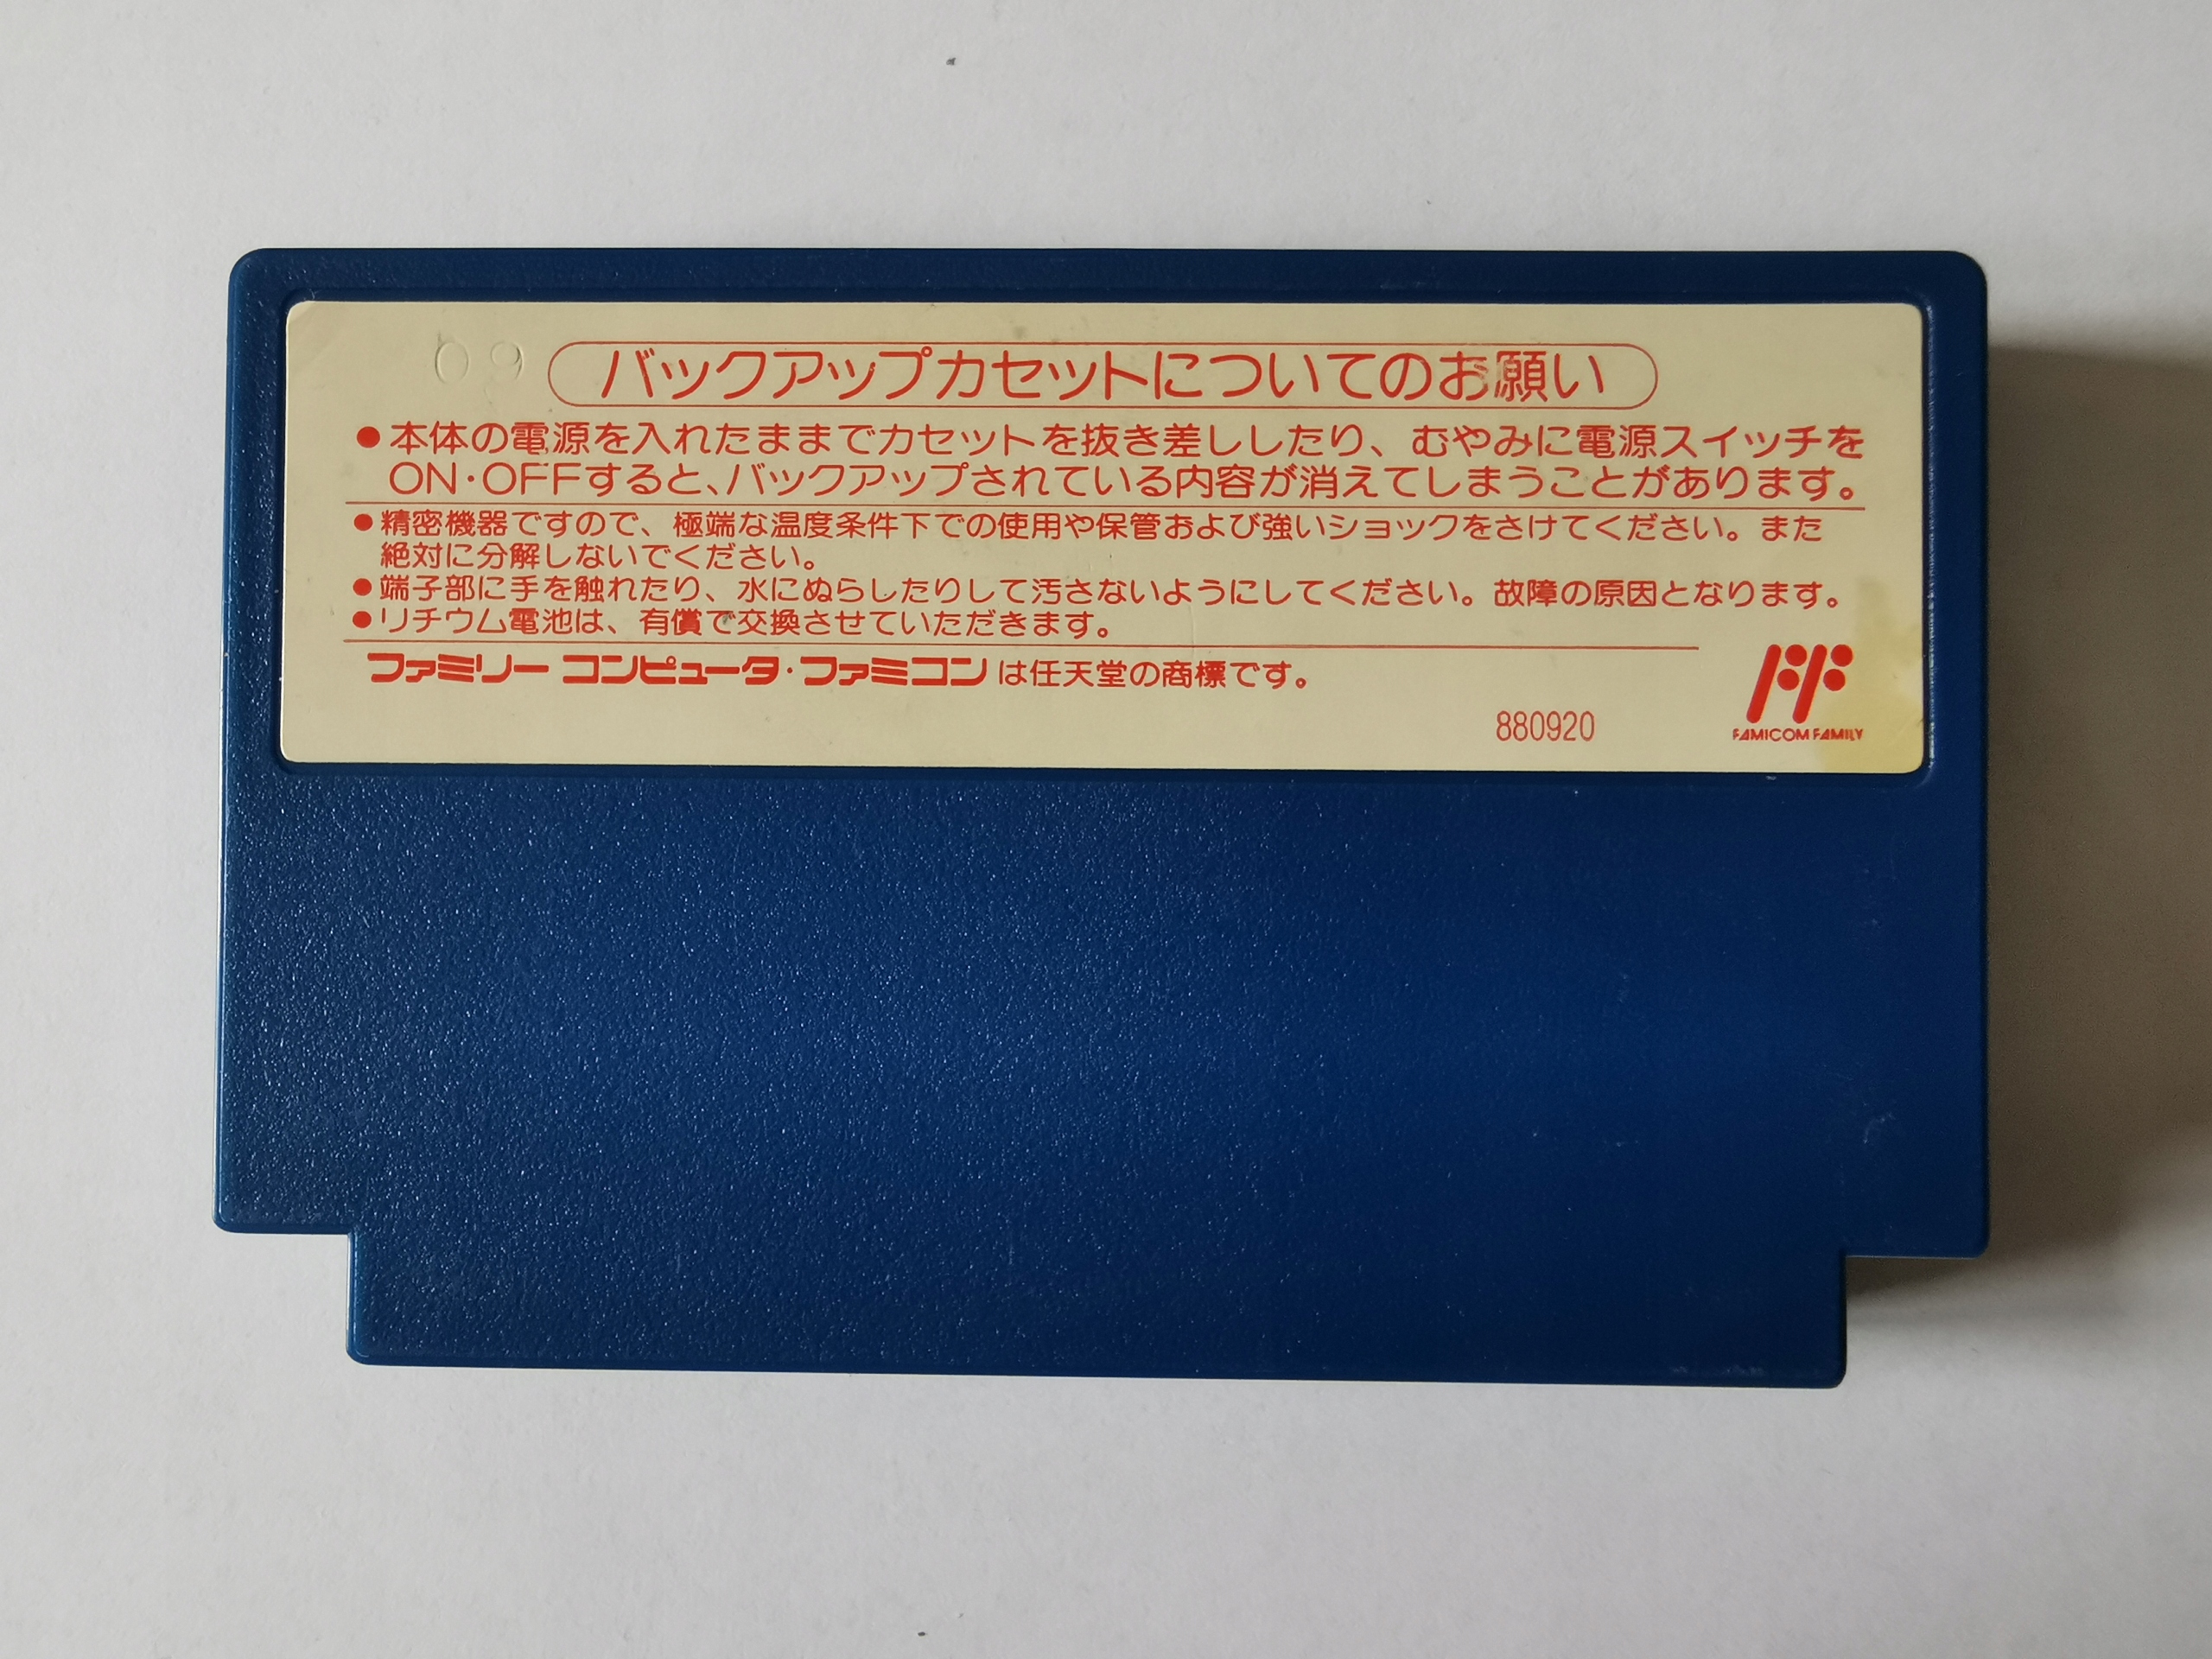 09
バックアップカセットについてのお願い
●本体の電源を入れたままでカセットを抜き差ししたり、むやみに電源スイッチを
ON・OFFすると、バックアップされている内容が消えてしまうことがあります。
●精密機器ですので、極端な温度条件下での使用や保管および強いショックをさけてください。また
絶対に分解しないでください。
●端子部に手を触れたり、水にぬらしたりして汚さないようにしてください。故障の原因となります。
●リチウム電池は、有償で交換させていただきます。
ファミリーコンピュータ・ファミコンは任天堂の商標です。
880920
FAMICOM FAMILY